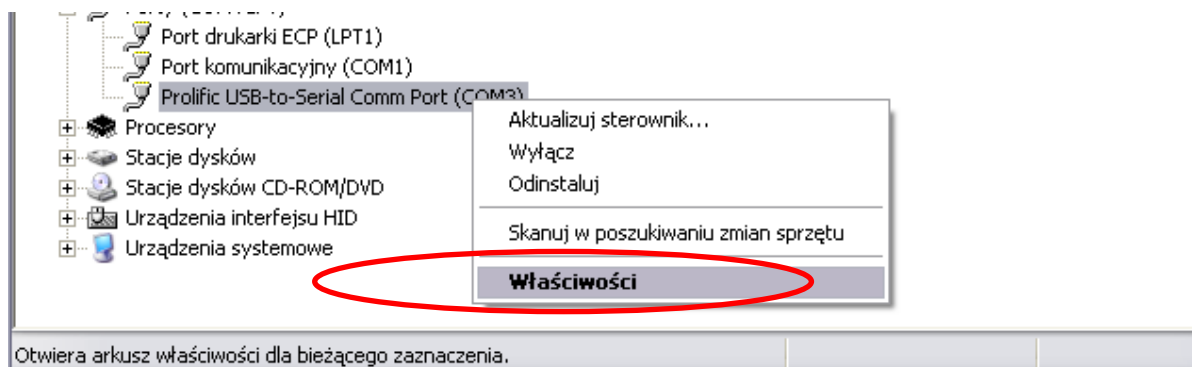 Port drukarki ECP (LPT1)
Port komunikacyjny (COM1)
Prolific USB-to-Serial Comm Port (COM3)
Procesory
Stacje dysków
Stacje dysków CD-ROM/DVD
Urządzenia interfejsu HID
Urządzenia systemowe
Aktualizuj sterownik...
Wyłącz
Odinstaluj
Skanuj w poszukiwaniu zmian sprzętu
Właściwości
Otwiera arkusz właściwości dla bieżącego zaznaczenia.